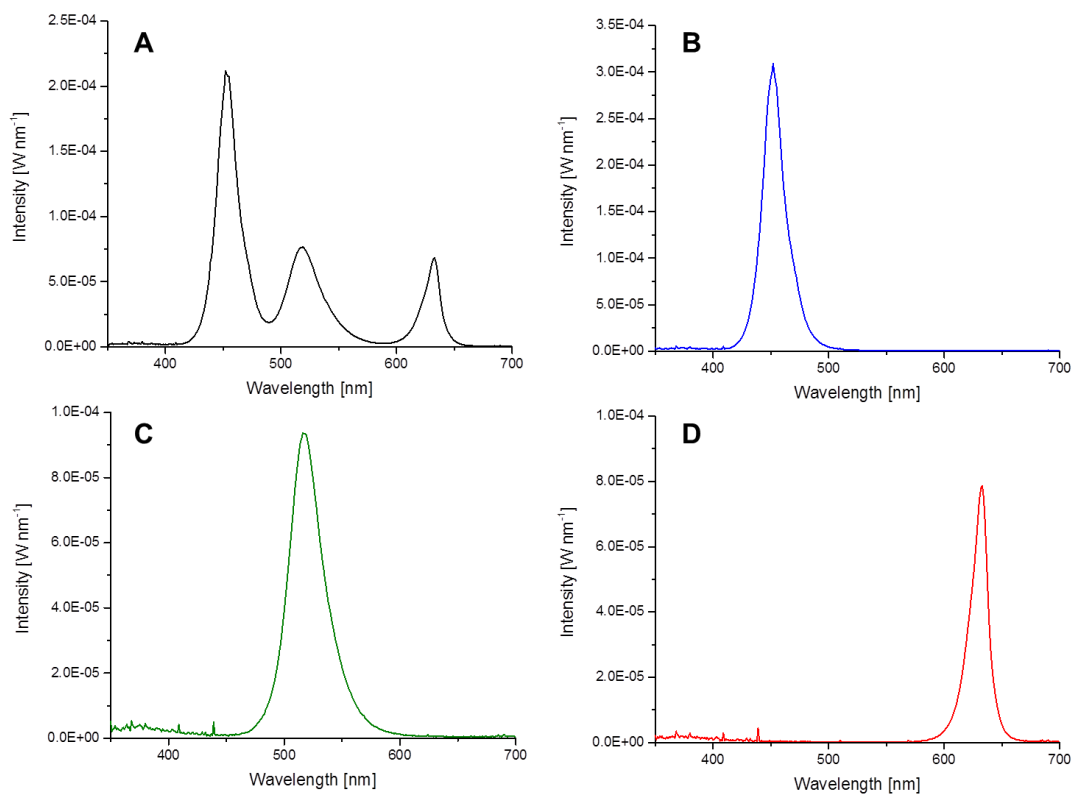 A
Intensity [W nm⁻¹]
2.5E-04
2.0E-04
1.5E-04
1.0E-04
5.0E-05
0.0E+00
400 500 600 700
Wavelength [nm]
B
Intensity [W nm⁻¹]
3.5E-04
3.0E-04
2.5E-04
2.0E-04
1.5E-04
1.0E-04
5.0E-05
0.0E+00
400 500 600 700
Wavelength [nm]
C
Intensity [W nm⁻¹]
1.0E-04
8.0E-05
6.0E-05
4.0E-05
2.0E-05
0.0E+00
400 500 600 700
Wavelength [nm]
D
Intensity [W nm⁻¹]
1.0E-04
8.0E-05
6.0E-05
4.0E-05
2.0E-05
0.0E+00
400 500 600 700
Wavelength [nm]